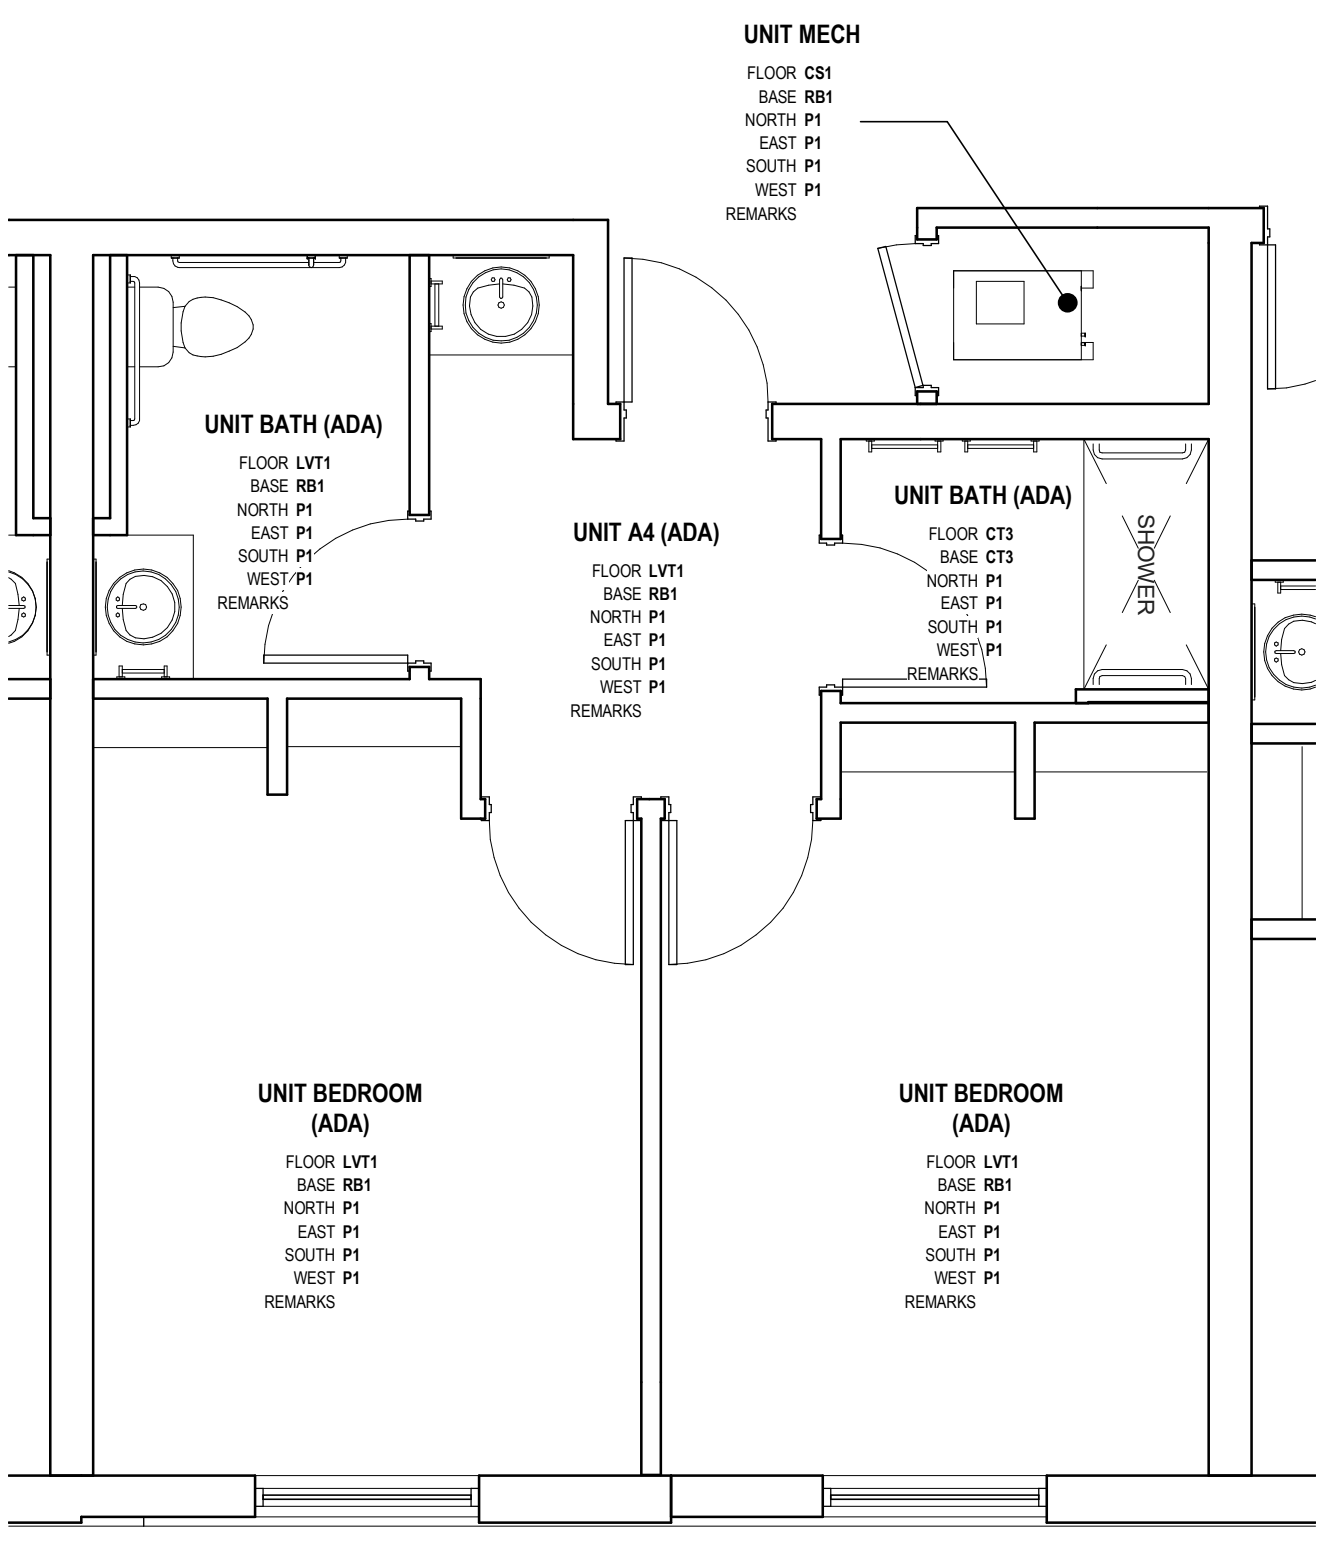 UNIT MECH
FLOOR CS1
BASE RB1
NORTH P1
EAST P1
SOUTH P1
WEST P1
REMARKS
UNIT BATH (ADA)
FLOOR LVT1
BASE RB1
NORTH P1
EAST P1
SOUTH P1
WEST P1
REMARKS
UNIT A4 (ADA)
FLOOR LVT1
BASE RB1
NORTH P1
EAST P1
SOUTH P1
WEST P1
REMARKS
UNIT BATH (ADA)
FLOOR CT3
BASE CT3
NORTH P1
EAST P1
SOUTH P1
WEST P1
REMARKS
SHOWER
UNIT BEDROOM
(ADA)
FLOOR LVT1
BASE RB1
NORTH P1
EAST P1
SOUTH P1
WEST P1
REMARKS
UNIT BEDROOM
(ADA)
FLOOR LVT1
BASE RB1
NORTH P1
EAST P1
SOUTH P1
WEST P1
REMARKS